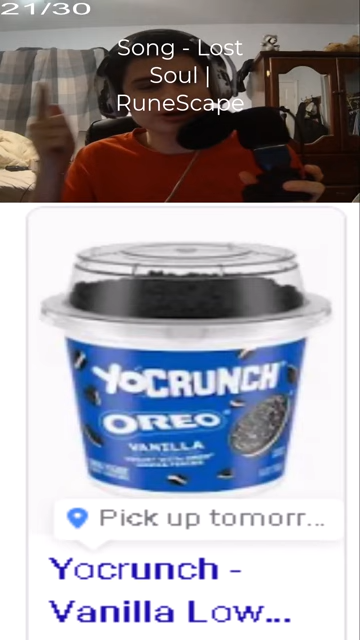 21/30
Song - Lost
Soul |
RuneScape
YoCRUNCH
OREO
VANILLA
Pick up tomorr...
Yocrunch -
Vanilla Low...